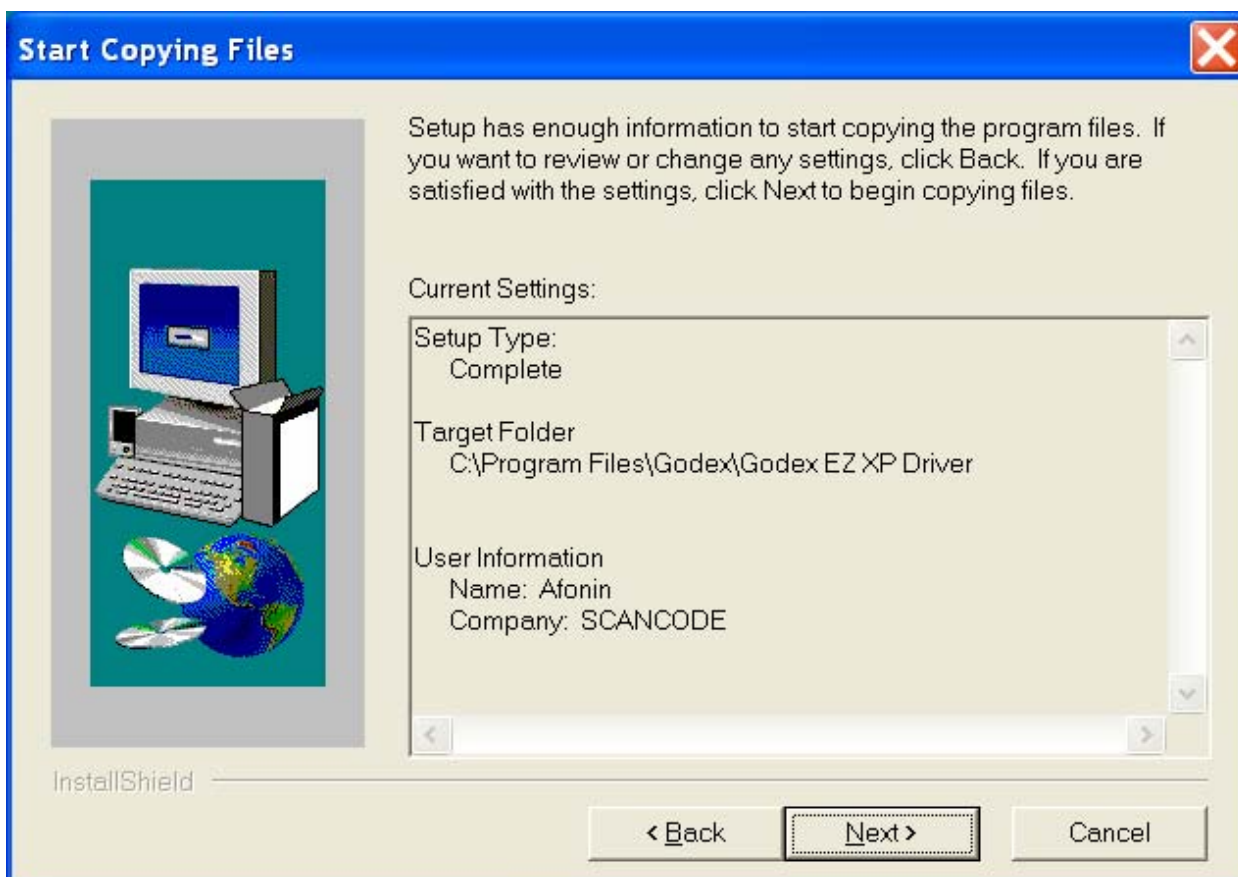 Start Copying Files
Setup has enough information to start copying the program files. If
you want to review or change any settings, click Back. If you are
satisfied with the settings, click Next to begin copying files.
Current Settings:
Setup Type:
Complete
Target Folder
C:\Program Files\Godex\Godex EZ XP Driver
User Information
Name: Afonin
Company: SCANCODE
InstallShield
< Back
Next >
Cancel